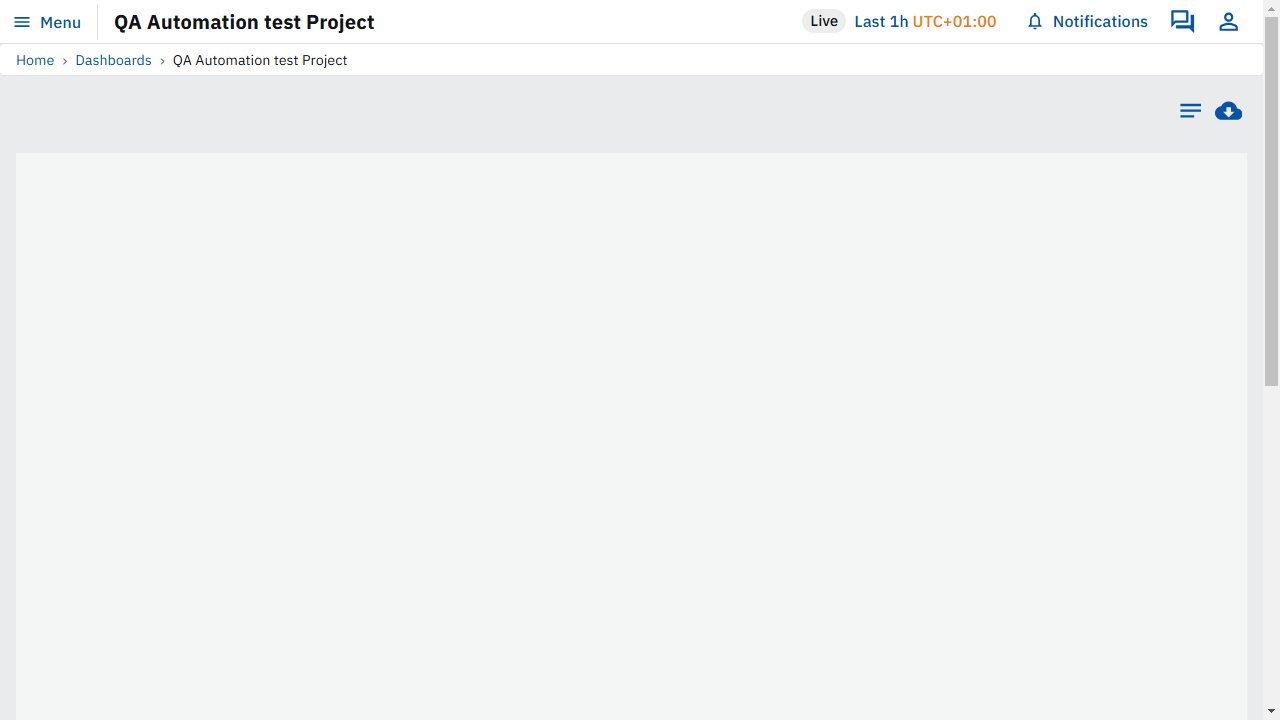 Menu QA Automation test Project Live Last 1h UTC+01:00 Notifications
Home › Dashboards › QA Automation test Project